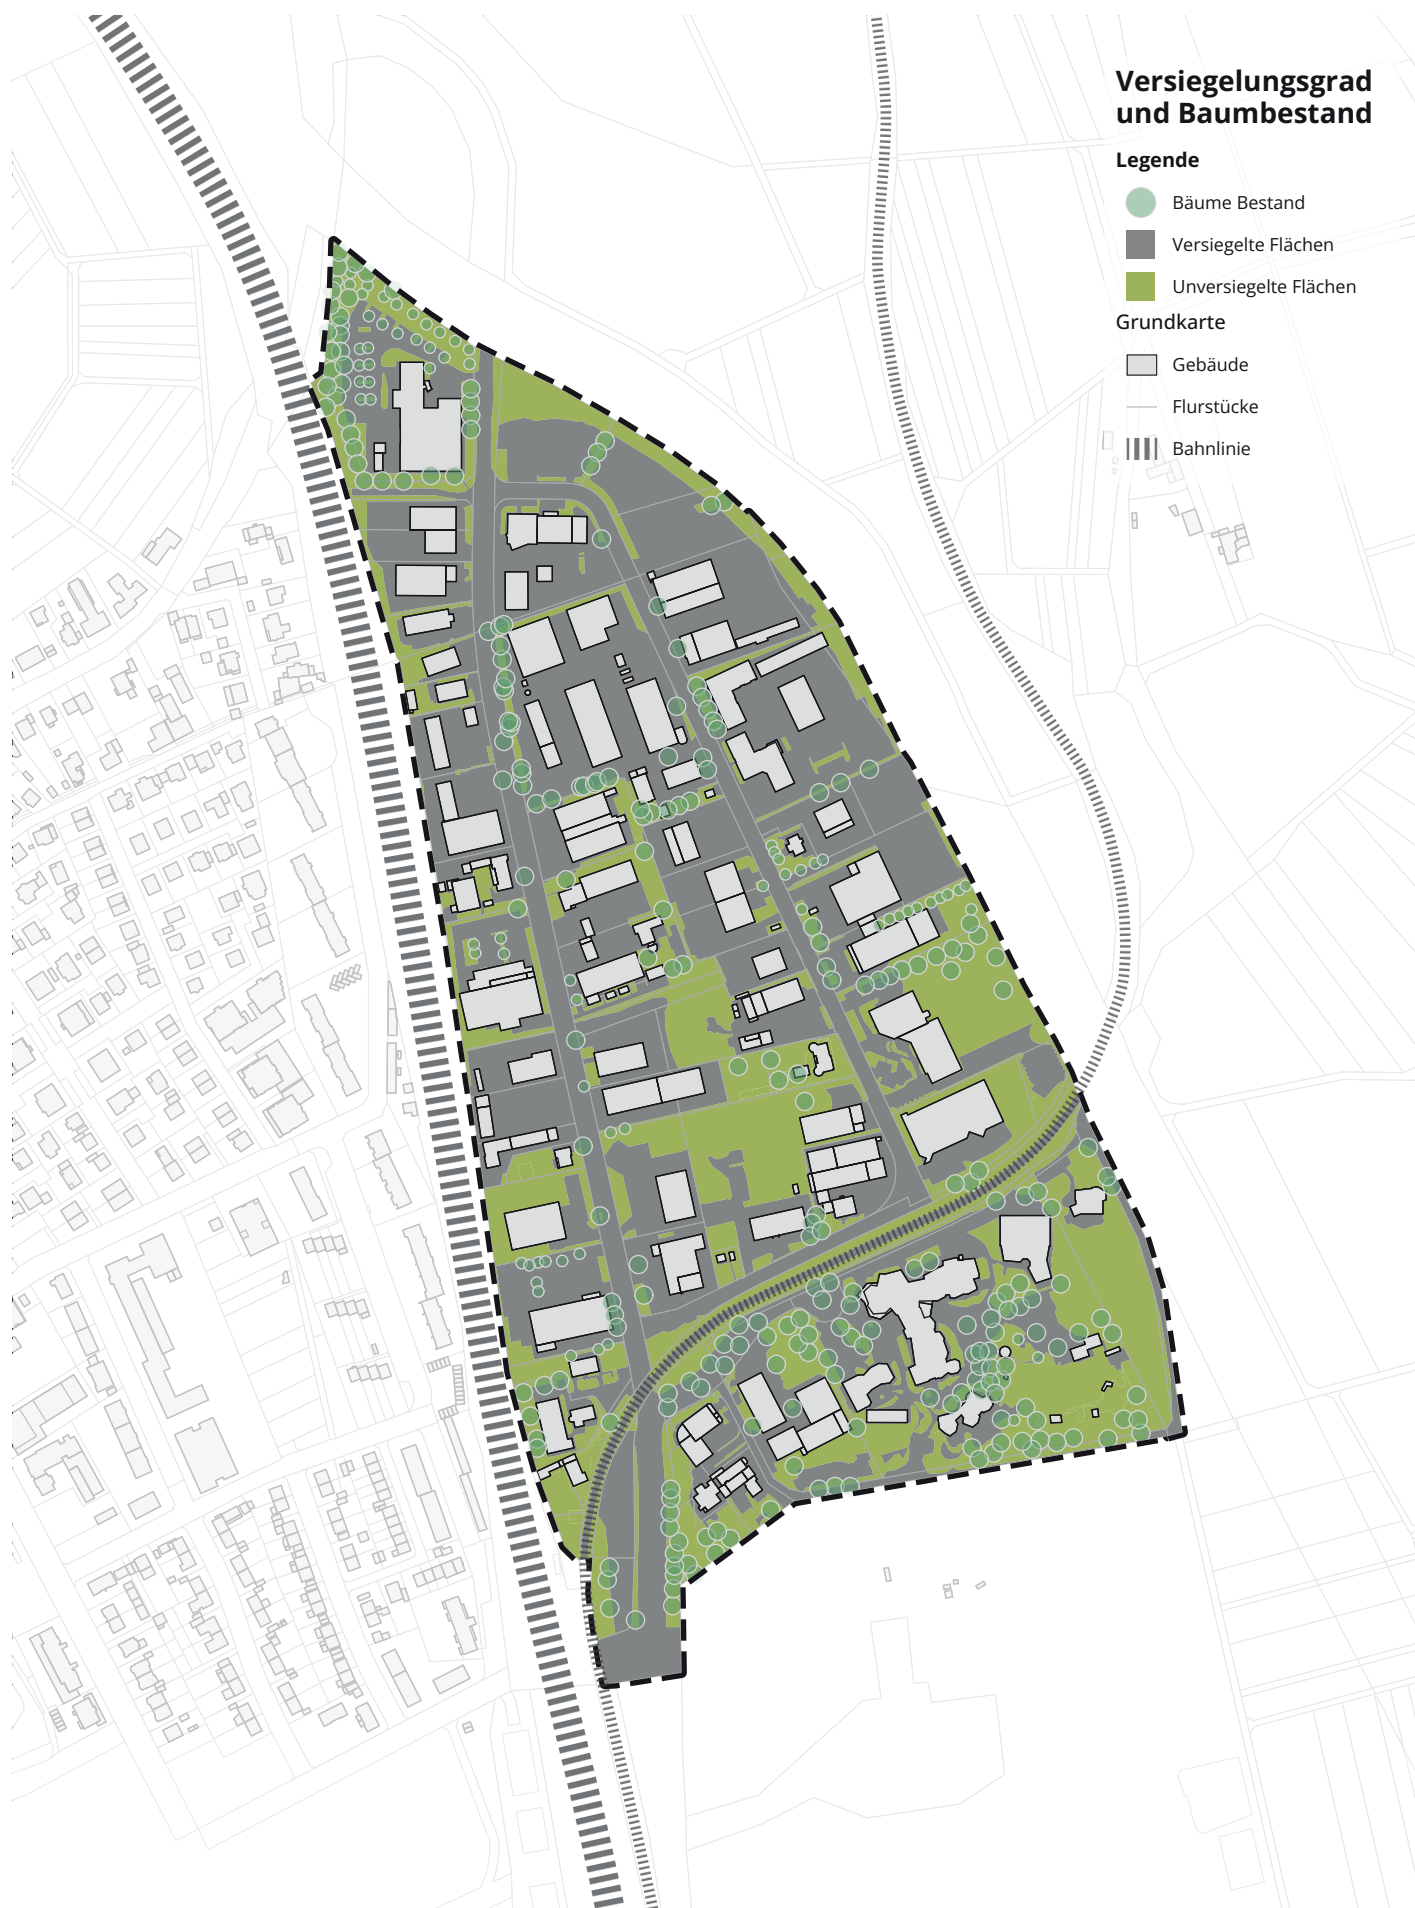 Versiegelungsgrad
und Baumbestand
Legende
Bäume Bestand
Versiegelte Flächen
Unversiegelte Flächen
Grundkarte
Gebäude
Flurstücke
Bahnlinie